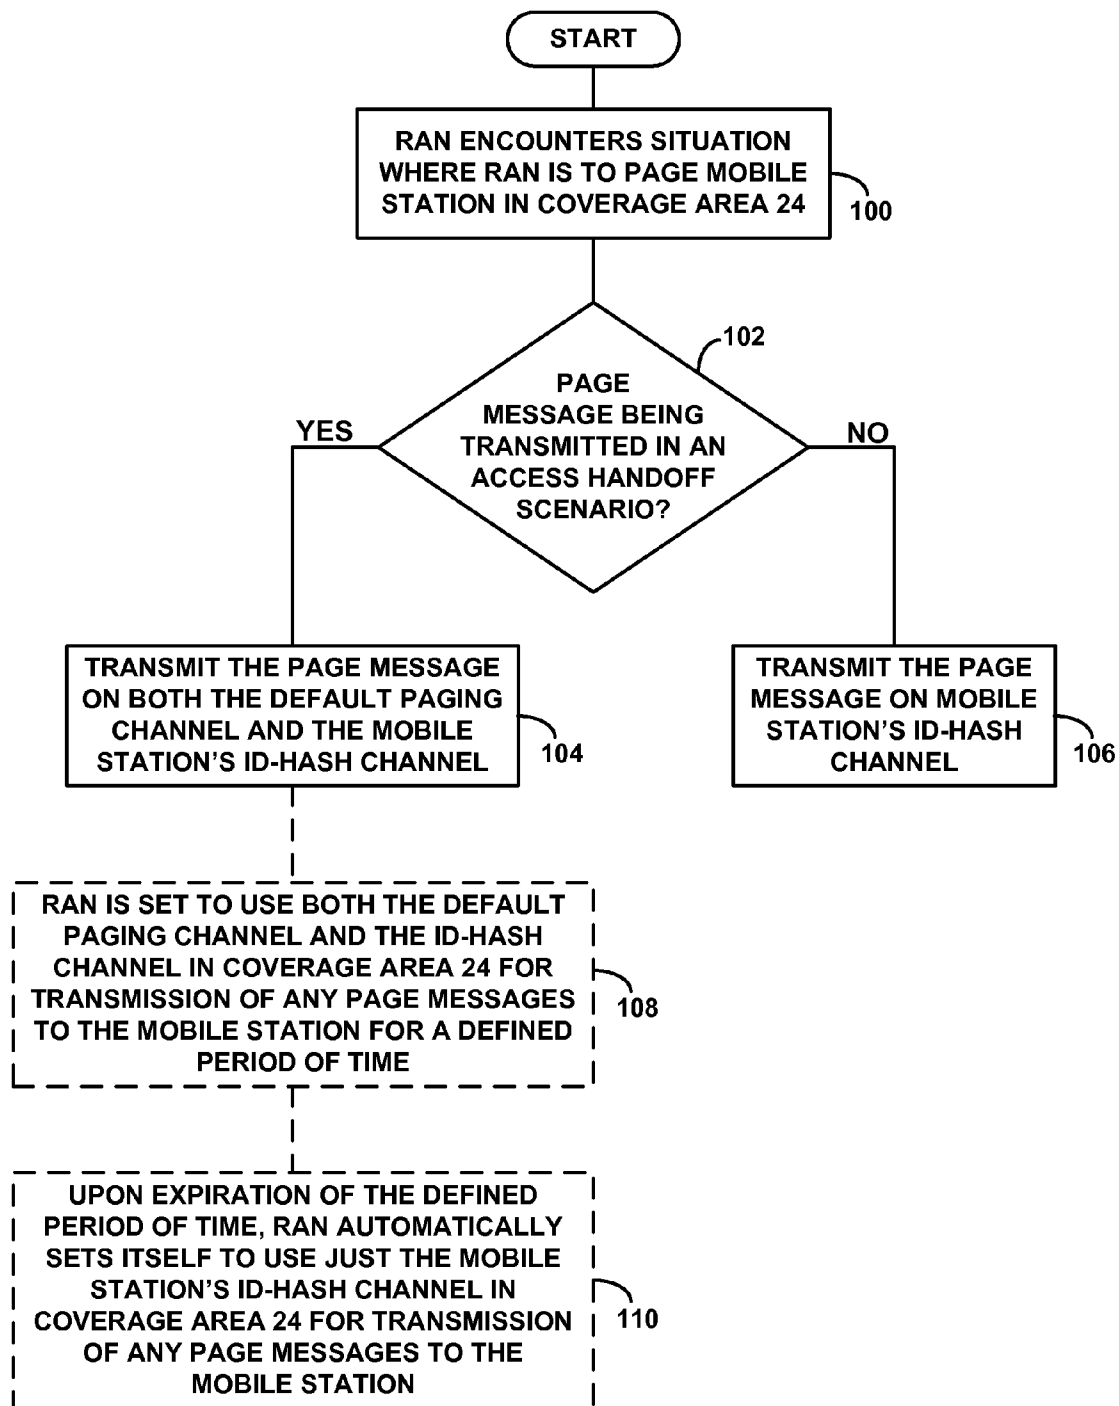 START
RAN ENCOUNTERS SITUATION
WHERE RAN IS TO PAGE MOBILE
STATION IN COVERAGE AREA 24
100
102
PAGE
MESSAGE BEING
TRANSMITTED IN AN
ACCESS HANDOFF
SCENARIO?
YES
NO
TRANSMIT THE PAGE MESSAGE
ON BOTH THE DEFAULT PAGING
CHANNEL AND THE MOBILE
STATION'S ID-HASH CHANNEL
104
TRANSMIT THE PAGE
MESSAGE ON MOBILE
STATION'S ID-HASH
CHANNEL
106
RAN IS SET TO USE BOTH THE DEFAULT
PAGING CHANNEL AND THE ID-HASH
CHANNEL IN COVERAGE AREA 24 FOR
TRANSMISSION OF ANY PAGE MESSAGES
TO THE MOBILE STATION FOR A DEFINED
PERIOD OF TIME
108
UPON EXPIRATION OF THE DEFINED
PERIOD OF TIME, RAN AUTOMATICALLY
SETS ITSELF TO USE JUST THE MOBILE
STATION'S ID-HASH CHANNEL IN
COVERAGE AREA 24 FOR TRANSMISSION
OF ANY PAGE MESSAGES TO THE
MOBILE STATION
110